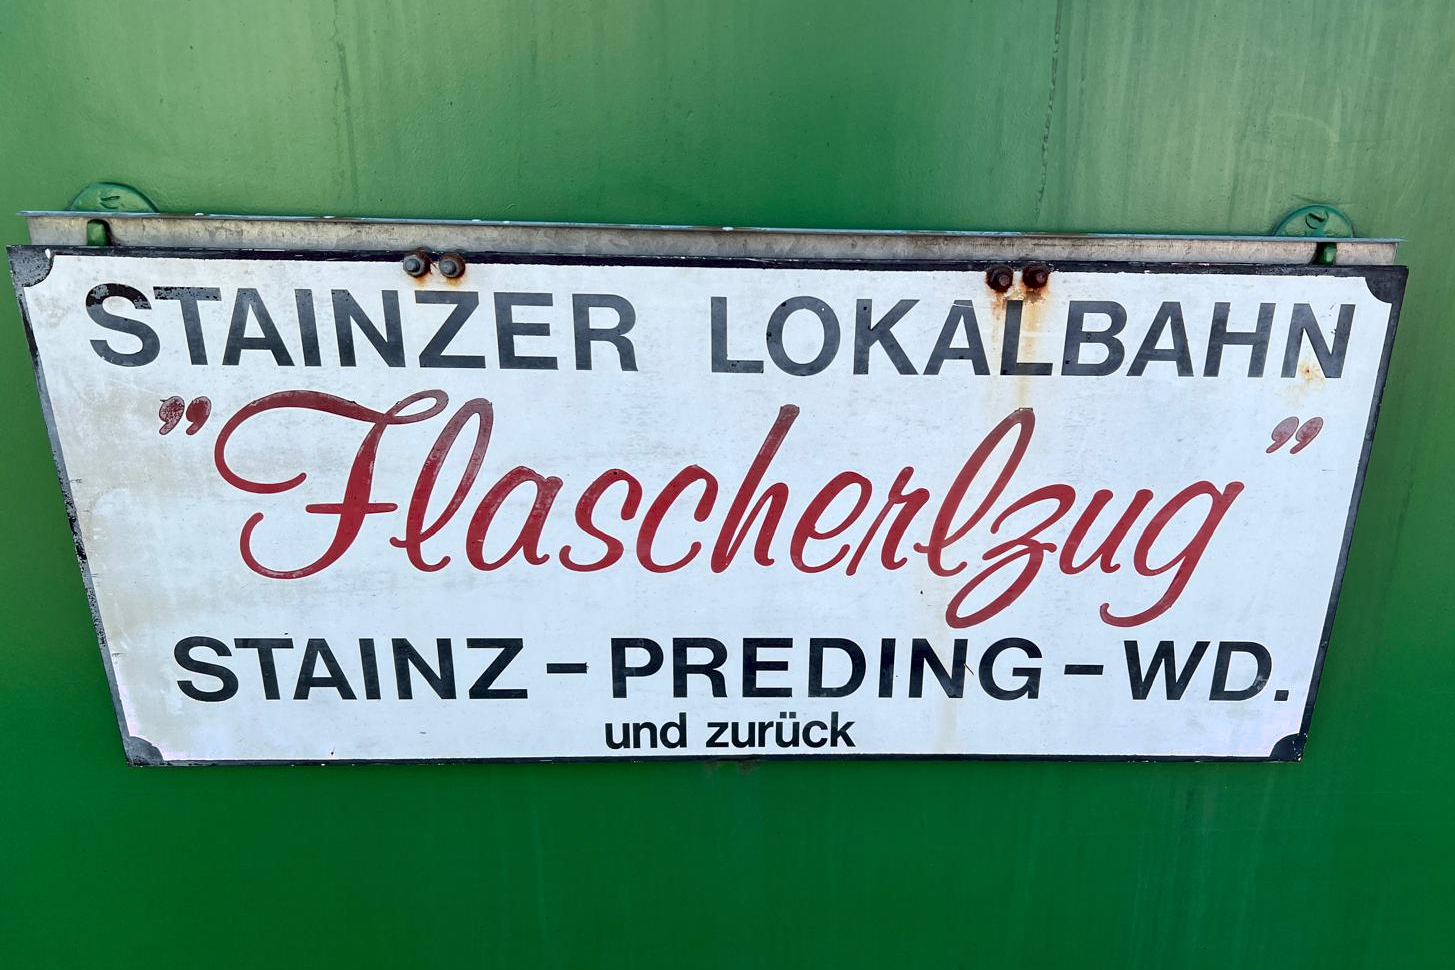 STAINZER LOKALBAHN
"Flascherlzug"
STAINZ – PREDING – WD.
und zurück